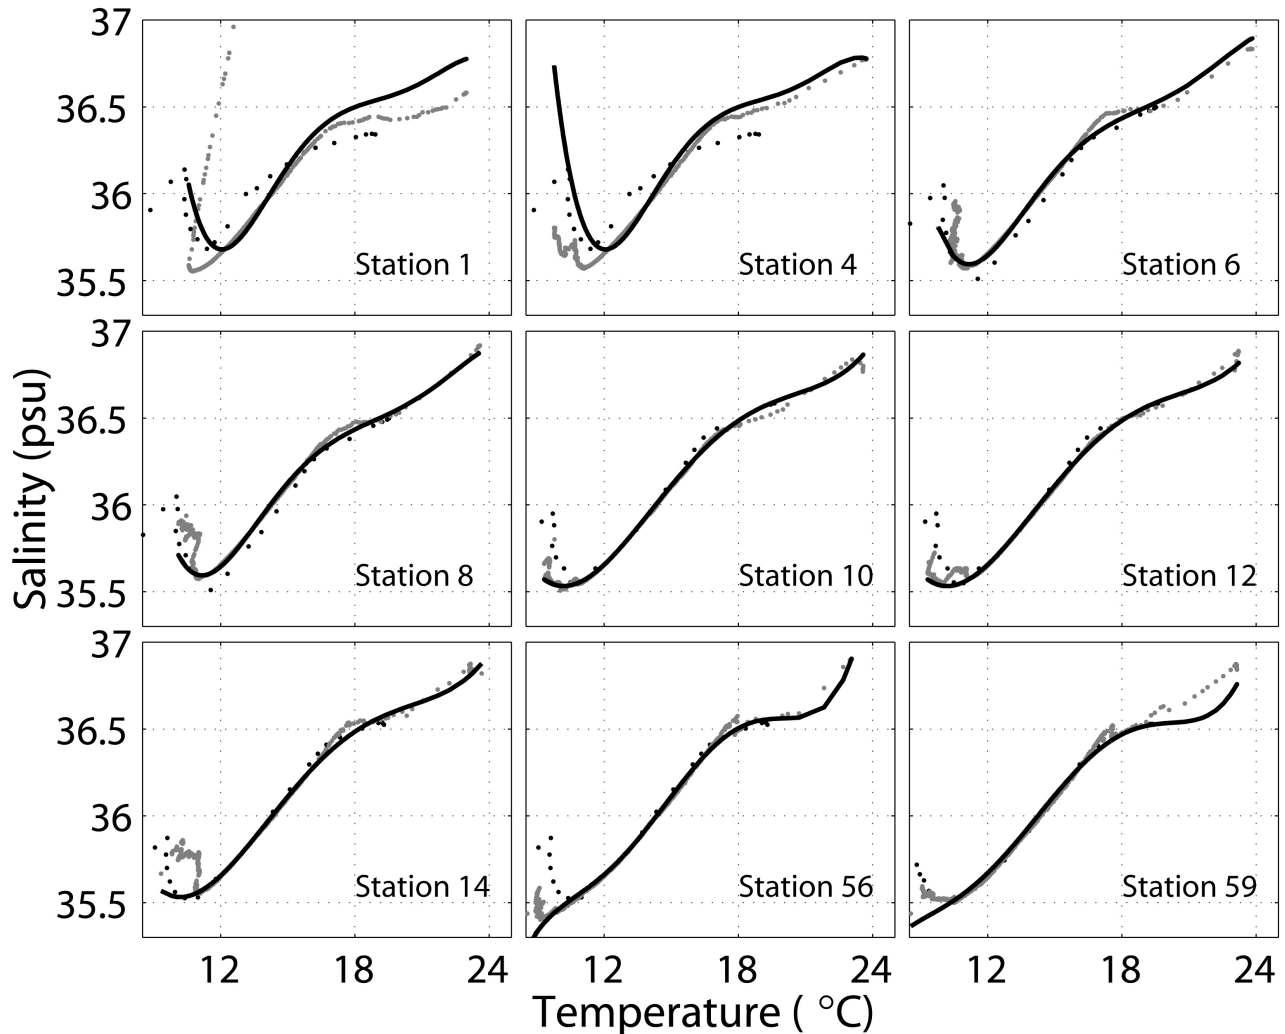 37
36.5
36
35.5
Station 1
Station 4
Station 6
37
36.5
36
35.5
Station 8
Station 10
Station 12
Salinity (psu)
37
36.5
36
35.5
Station 14
Station 56
Station 59
12 18 24 12 18 24 12 18 24
Temperature ( °C)